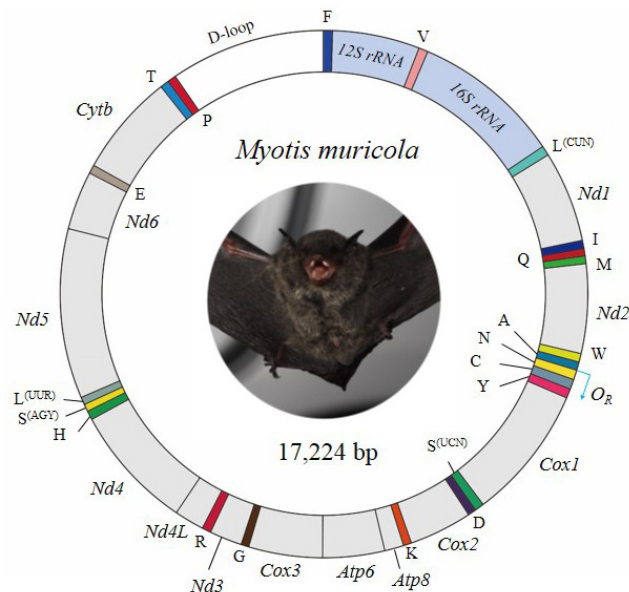 D-loop
F
12S rRNA
V
16S rRNA
L(CUN)
Nd1
I
Q
M
Nd2
A
W
N
C
Y
OR
Cox1
S(UCN)
D
Cox2
K
Atp8
Atp6
Cox3
G
Nd3
R
Nd4L
Nd4
H
S(AGY)
L(UUR)
Nd5
Nd6
E
Cytb
T
P
Myotis muricola
17,224 bp